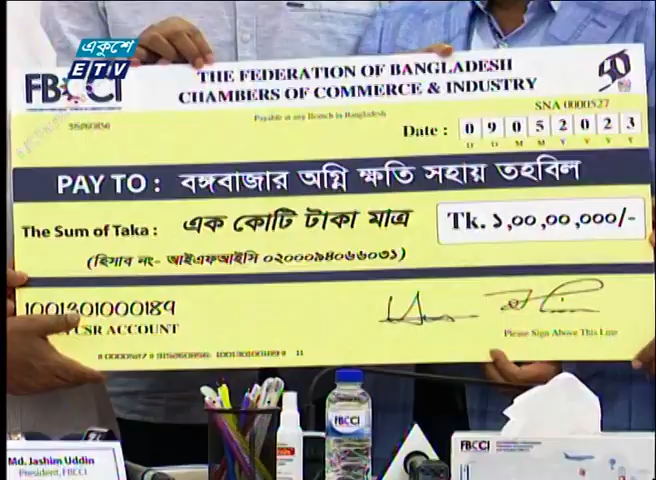 একুশে
ETV
FBCCI
THE FEDERATION OF BANGLADESH
CHAMBERS OF COMMERCE & INDUSTRY
50
SNA 0000527
Payable at any Branch in Bangladesh
Date : 0 9 0 5 2 0 2 3
D D M M Y Y Y Y
PAY TO : বঙ্গবাজার অগ্নি ক্ষতি সহায় তহবিল
The Sum of Taka : এক কোটি টাকা মাত্র Tk. ১,০০,০০,০০০/-
(হিসাব নং- আইএফআইসি ০২০০০৯৪০৬৬০৩১)
1001301000189
CSR ACCOUNT
Please Sign Above This Line
FBCCI
Md. Jashim Uddin
President, FBCCI
FBCCI